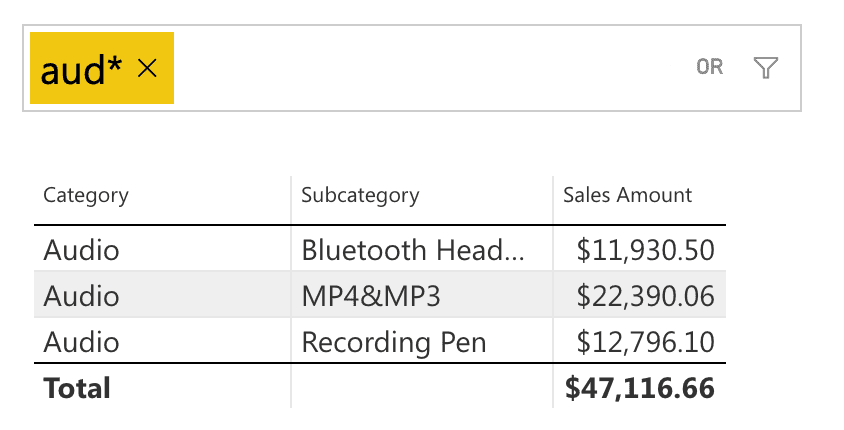 aud* ×
OR
Category Subcategory Sales Amount
Audio Bluetooth Head... $11,930.50
Audio MP4&MP3 $22,390.06
Audio Recording Pen $12,796.10
Total $47,116.66